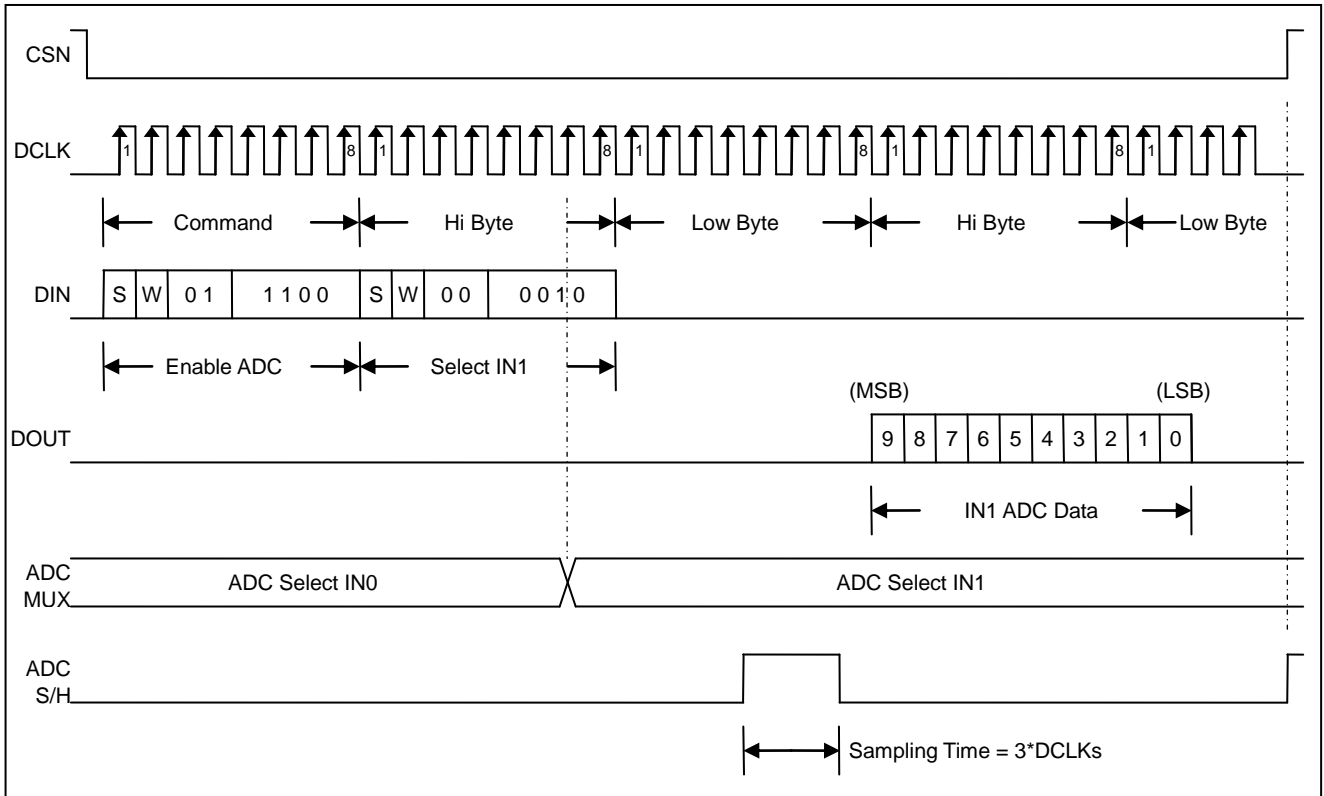 CSN
DCLK
1 8 1 8 1 8 1 8 1
Command Hi Byte Low Byte Hi Byte Low Byte
DIN S W 0 1 1 1 0 0 S W 0 0 0 0 1 0
Enable ADC Select IN1
(MSB) (LSB)
DOUT 9 8 7 6 5 4 3 2 1 0
IN1 ADC Data
ADC
MUX
ADC Select IN0 ADC Select IN1
ADC
S/H
Sampling Time = 3*DCLKs